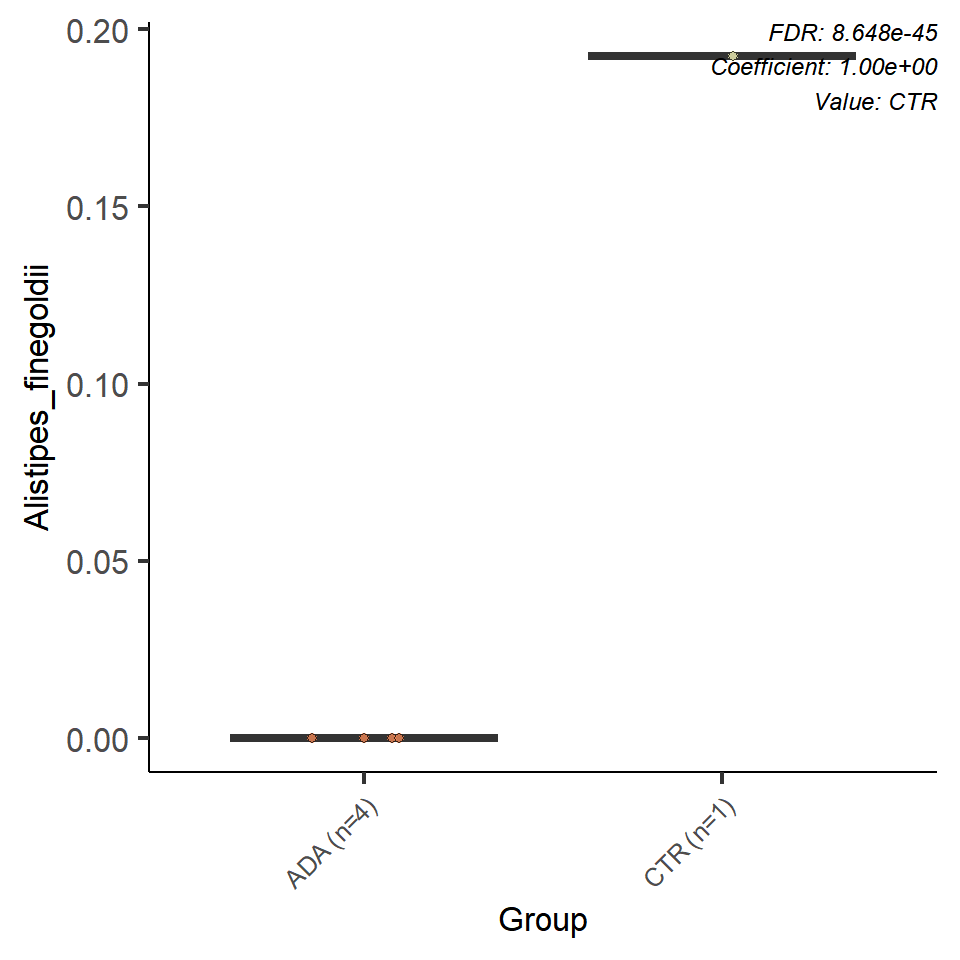 FDR: 8.648e-45
Coefficient: 1.00e+00
Value: CTR
0.20
0.15
0.10
0.05
0.00
Alistipes_finegoldii
ADA (n=4)
CTR (n=1)
Group